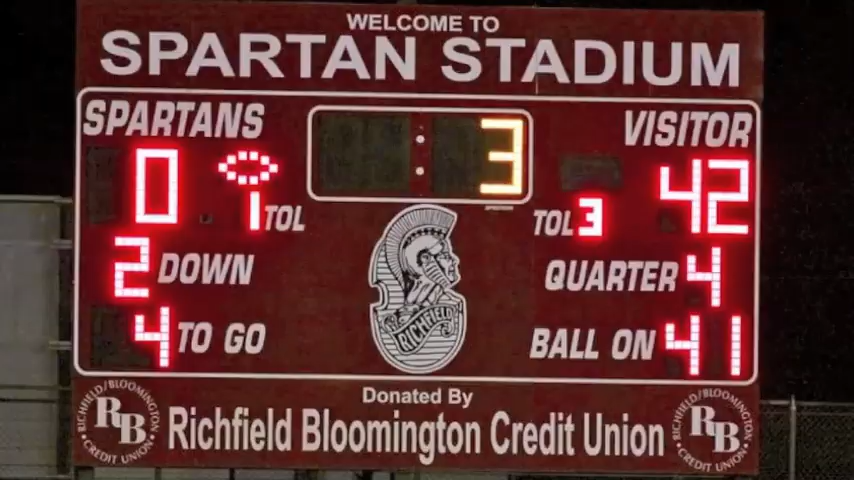 WELCOME TO
SPARTAN STADIUM
SPARTANS : 3 VISITOR
0 1 TOL TOL 3 42
2 DOWN QUARTER 4
4 TO GO BALL ON 41
RICHFIELD
Donated By
Richfield Bloomington Credit Union
RICHFIELD/BLOOMINGTON RB CREDIT UNION
RICHFIELD/BLOOMINGTON RB CREDIT UNION